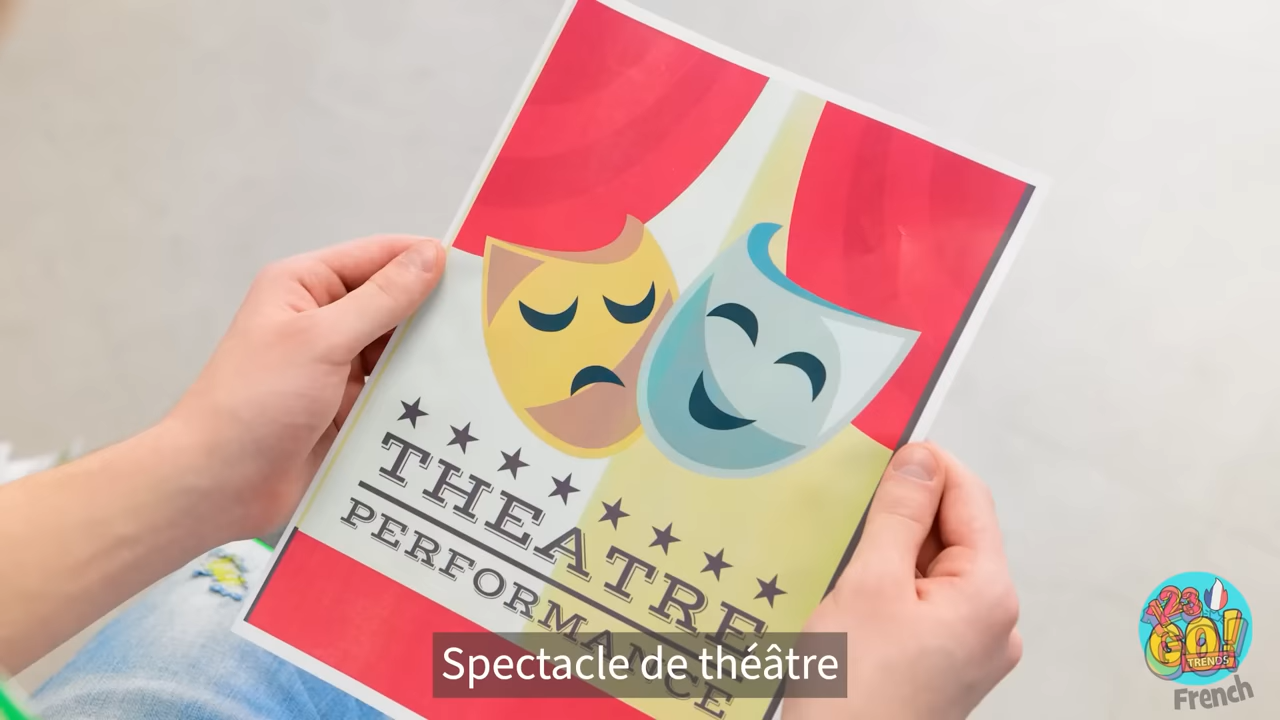 THEATRE
PERFORMANCE
Spectacle de théâtre
123
GO!
TRENDS
French